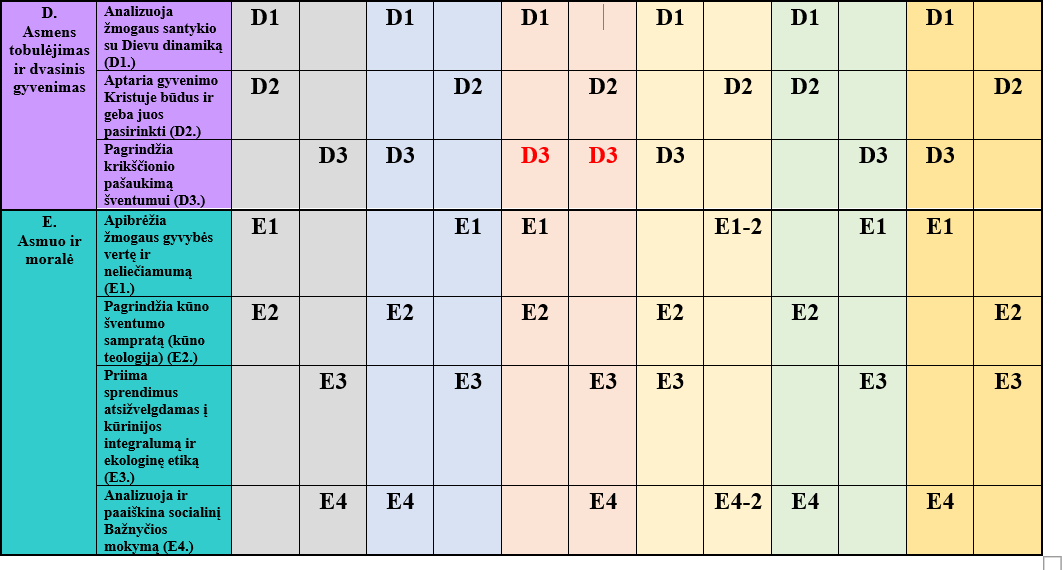 D.
Asmens
tobulėjimas
ir dvasinis
gyvenimas
Analizuoja
žmogaus santykio
su Dievu dinamiką
(D1.)
D1 D1 D1 D1 D1 D1
Aptaria gyvenimo
Kristuje būdus ir
geba juos
pasirinkti (D2.)
D2 D2 D2 D2 D2 D2
Pagrindžia
krikščionio
pašaukimą
šventumui (D3.)
D3 D3 D3 D3 D3 D3 D3
E.
Asmuo ir
moralė
Apibrėžia
žmogaus gyvybės
vertę ir
neliečiamumą
(E1.)
E1 E1 E1 E1-2 E1 E1
Pagrindžia kūno
šventumo
sampratą (kūno
teologija) (E2.)
E2 E2 E2 E2 E2 E2
Priima
sprendimus
atsižvelgdamas į
kūrinijos
integralumą ir
ekologinę etiką
(E3.)
E3 E3 E3 E3 E3 E3
Analizuoja ir
paaiškina socialinį
Bažnyčios
mokymą (E4.)
E4 E4 E4 E4-2 E4 E4